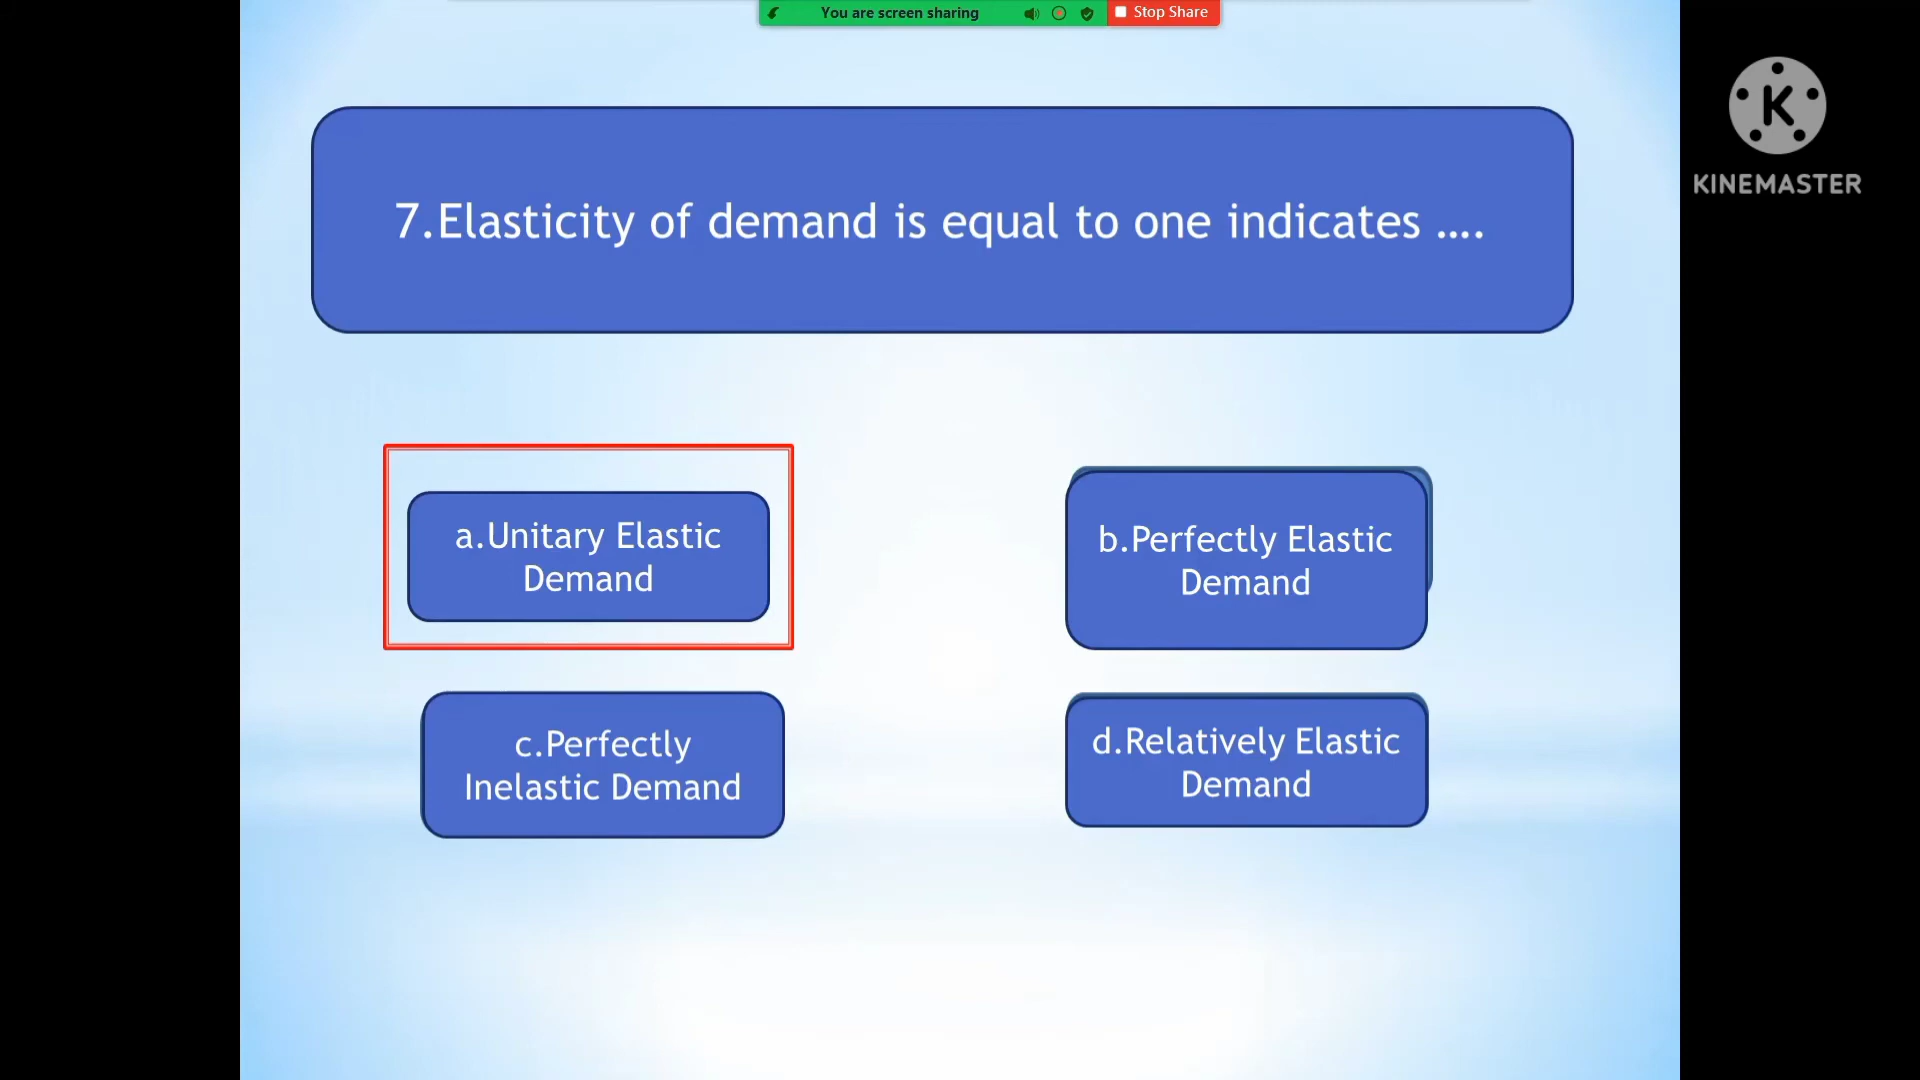 You are screen sharing
Stop Share
K
KINEMASTER
7.Elasticity of demand is equal to one indicates ....
a.Unitary Elastic
Demand
b.Perfectly Elastic
Demand
c.Perfectly
Inelastic Demand
d.Relatively Elastic
Demand